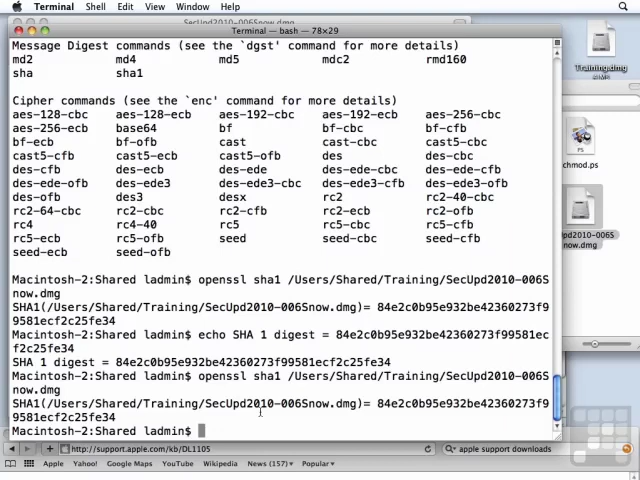 Terminal Shell Edit View Window Help
SecUpd2010-006Snow.dmg
Terminal — bash — 78×29
Message Digest commands (see the `dgst' command for more details)
md2 md4 md5 mdc2 rmd160
sha sha1
Cipher commands (see the `enc' command for more details)
aes-128-cbc aes-128-ecb aes-192-cbc aes-192-ecb aes-256-cbc
aes-256-ecb base64 bf bf-cbc bf-cfb
bf-ecb bf-ofb cast cast-cbc cast5-cbc
cast5-cfb cast5-ecb cast5-ofb des des-cbc
des-cfb des-ecb des-ede des-ede-cbc des-ede-cfb
des-ede-ofb des-ede3 des-ede3-cbc des-ede3-cfb des-ede3-ofb
des-ofb des3 desx rc2 rc2-40-cbc
rc2-64-cbc rc2-cbc rc2-cfb rc2-ecb rc2-ofb
rc4 rc4-40 rc5 rc5-cbc rc5-cfb
rc5-ecb rc5-ofb seed seed-cbc seed-cfb
seed-ecb seed-ofb
Macintosh-2:Shared ladmin$ openssl sha1 /Users/Shared/Training/SecUpd2010-006S
now.dmg
SHA1(/Users/Shared/Training/SecUpd2010-006Snow.dmg)= 84e2c0b95e932be42360273f9
9581ecf2c25fe34
Macintosh-2:Shared ladmin$ echo SHA 1 digest = 84e2c0b95e932be42360273f99581ec
f2c25fe34
SHA 1 digest = 84e2c0b95e932be42360273f99581ecf2c25fe34
Macintosh-2:Shared ladmin$ openssl sha1 /Users/Shared/Training/SecUpd2010-006S
now.dmg
SHA1(/Users/Shared/Training/SecUpd2010-006Snow.dmg)= 84e2c0b95e932be42360273f9
9581ecf2c25fe34
Macintosh-2:Shared ladmin$
Training.dmg
PS
chmod.ps
cUpd2010-006S
now.dmg
http://support.apple.com/kb/DL1105
apple support downloads
Apple Yahoo! Google Maps YouTube Wikipedia News (157) Popular